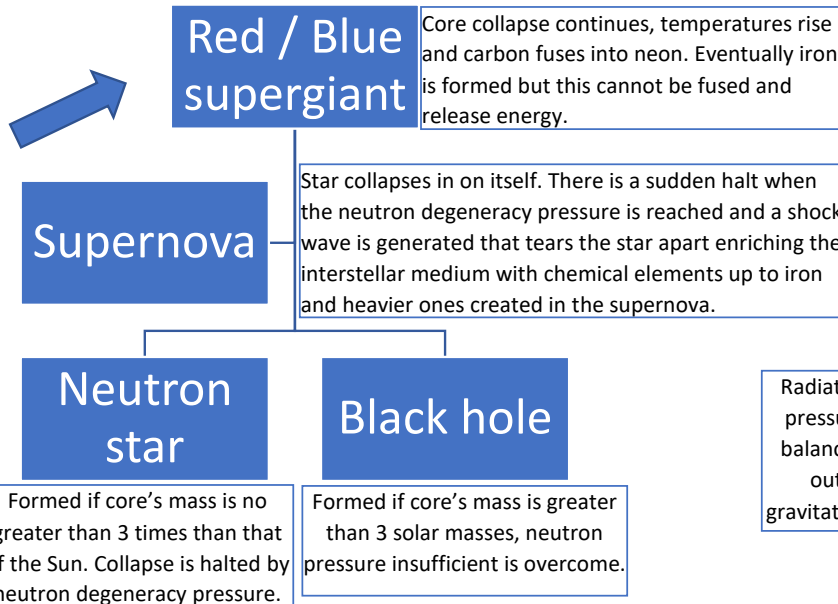 Red / Blue
supergiant
Core collapse continues, temperatures rise
and carbon fuses into neon. Eventually iron
is formed but this cannot be fused and
release energy.
Supernova
Star collapses in on itself. There is a sudden halt when
the neutron degeneracy pressure is reached and a shock
wave is generated that tears the star apart enriching the
interstellar medium with chemical elements up to iron
and heavier ones created in the supernova.
Neutron
star
Black hole
Formed if core’s mass is no
greater than 3 times than that
of the Sun. Collapse is halted by
neutron degeneracy pressure.
Formed if core’s mass is greater
than 3 solar masses, neutron
pressure insufficient is overcome.
Radiat
pressu
balanc
out
gravitat